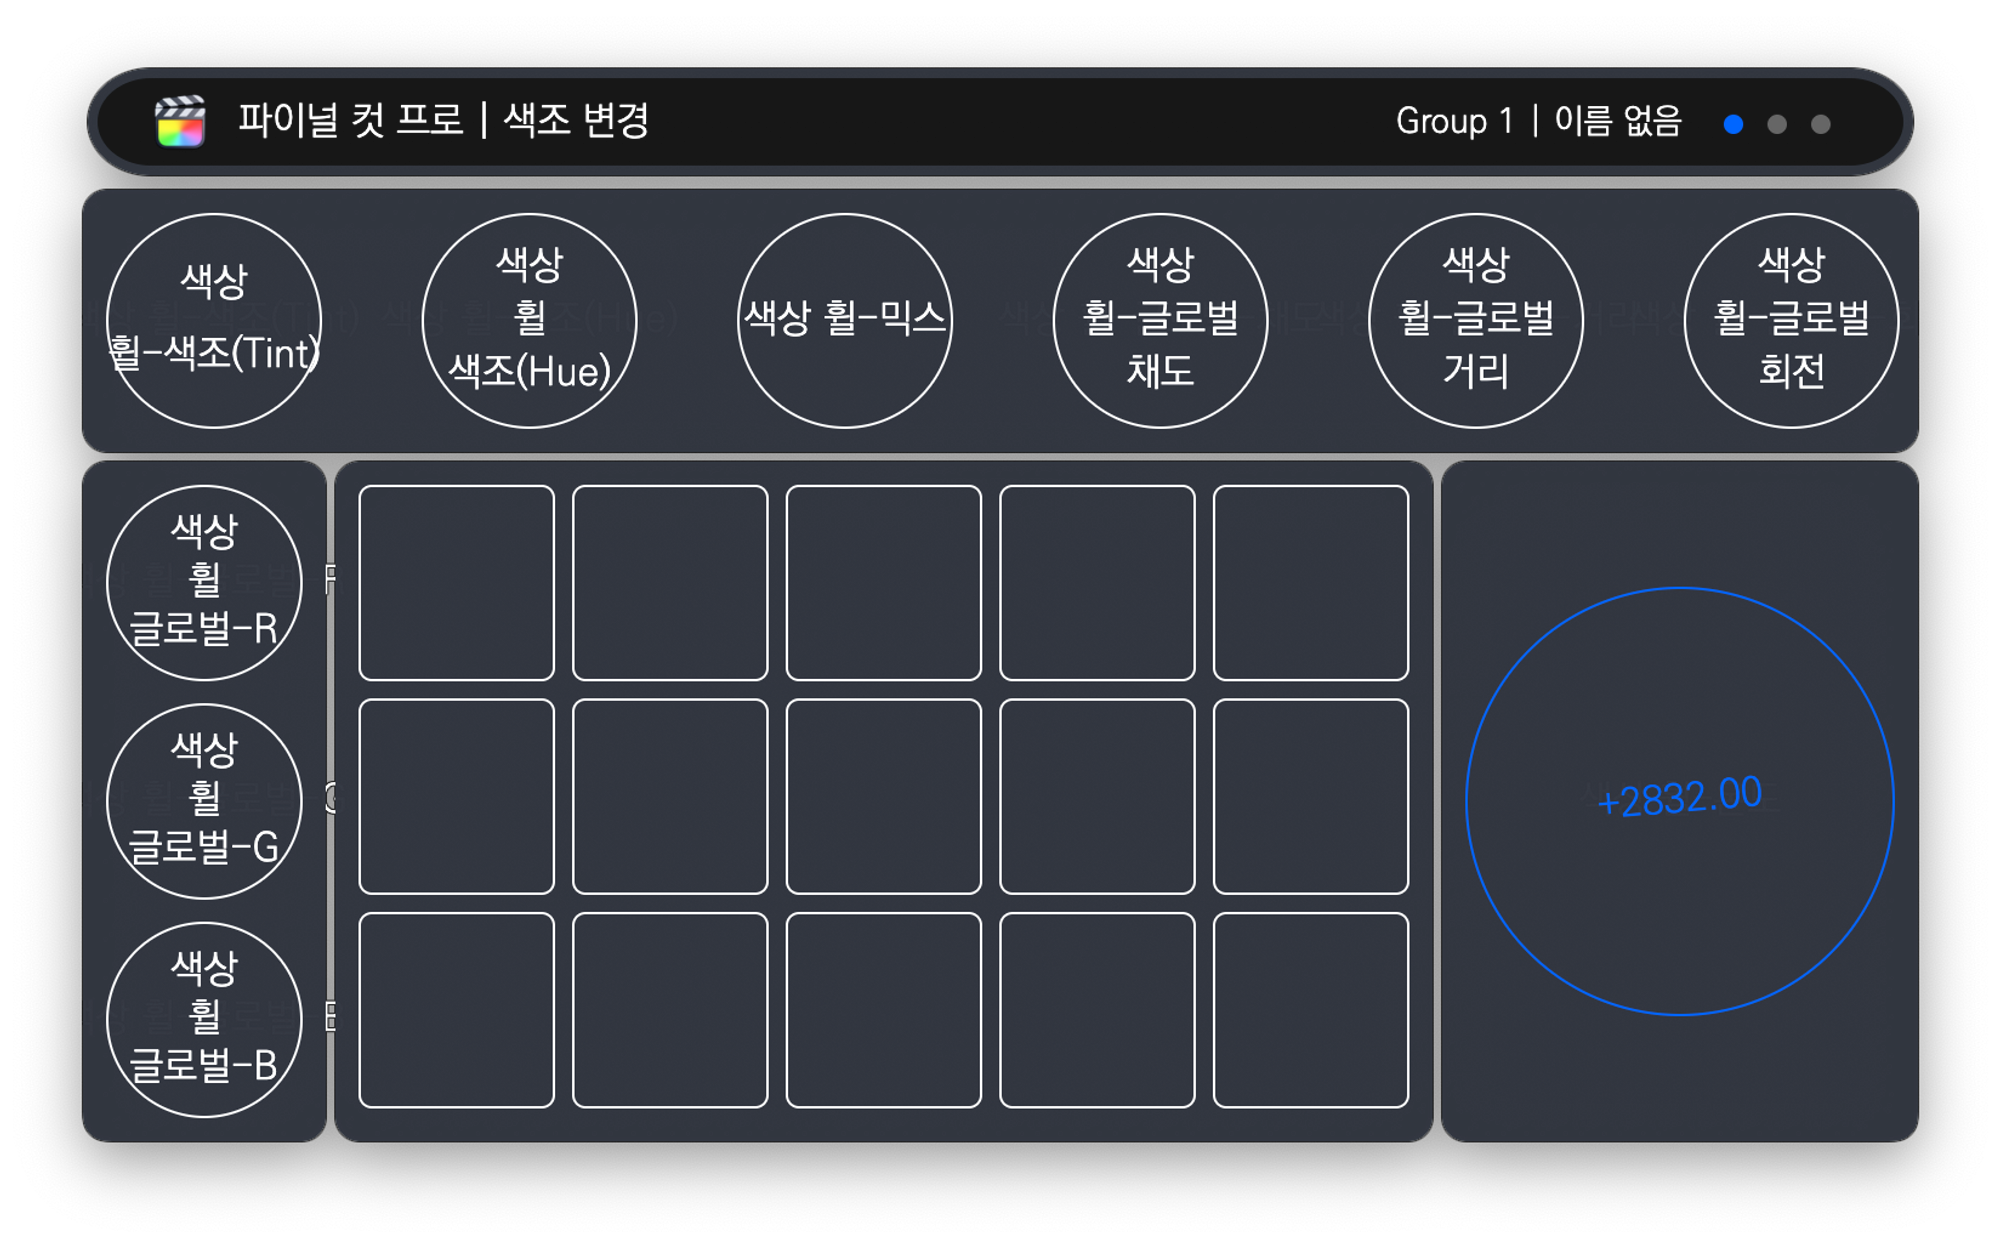 파이널 컷 프로 | 색조 변경
Group 1 | 이름 없음
색상
휠-색조(Tint)
색상
휠
색조(Hue)
색상 휠-믹스
색상
휠-글로벌
채도
색상
휠-글로벌
거리
색상
휠-글로벌
회전
색상
휠
글로벌-R
색상
휠
글로벌-G
색상
휠
글로벌-B
+2832.00